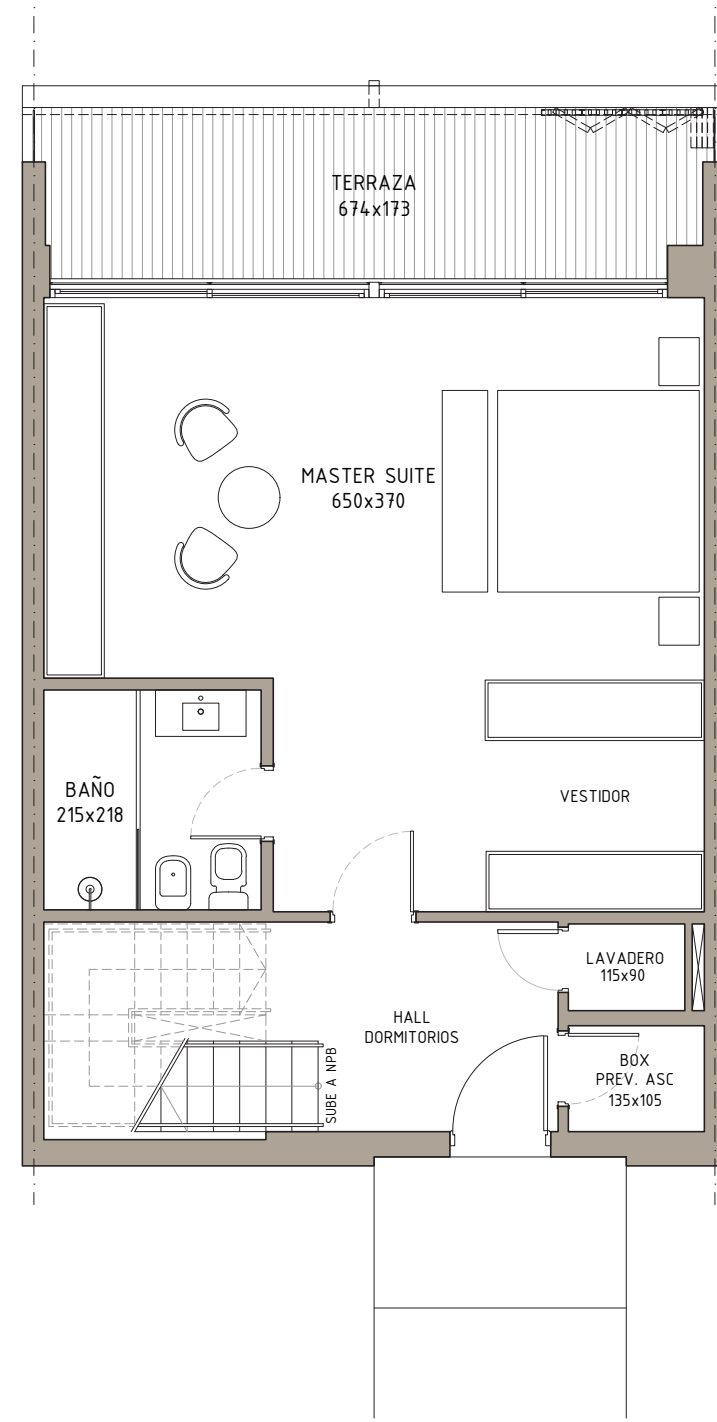 TERRAZA
674x173
MASTER SUITE
650x370
BAÑO
215x218
VESTIDOR
LAVADERO
115x90
HALL
DORMITORIOS
BOX
PREV. ASC
135x105
SUBE A NPB